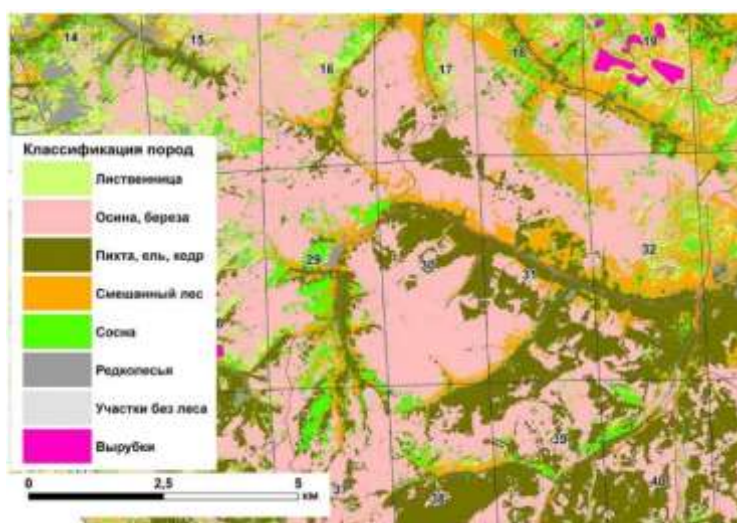 14
15
16
17
18
19
Классификация пород
Лиственница
Осина, береза
Пихта, ель, кедр
Смешанный лес
Сосна
Редколесья
Участки без леса
Вырубки
29
30
31
32
39
38
40
0 2,5 5
км